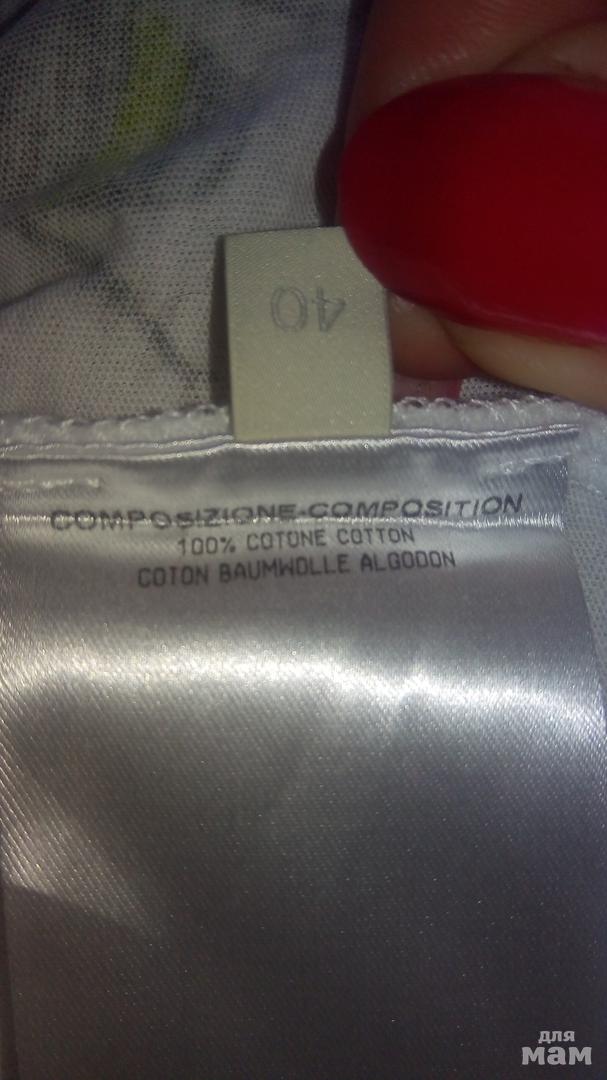 40
COMPOSIZIONE-COMPOSITION
100% COTONE COTTON
COTON BAUMWOLLE ALGODON
для
мам